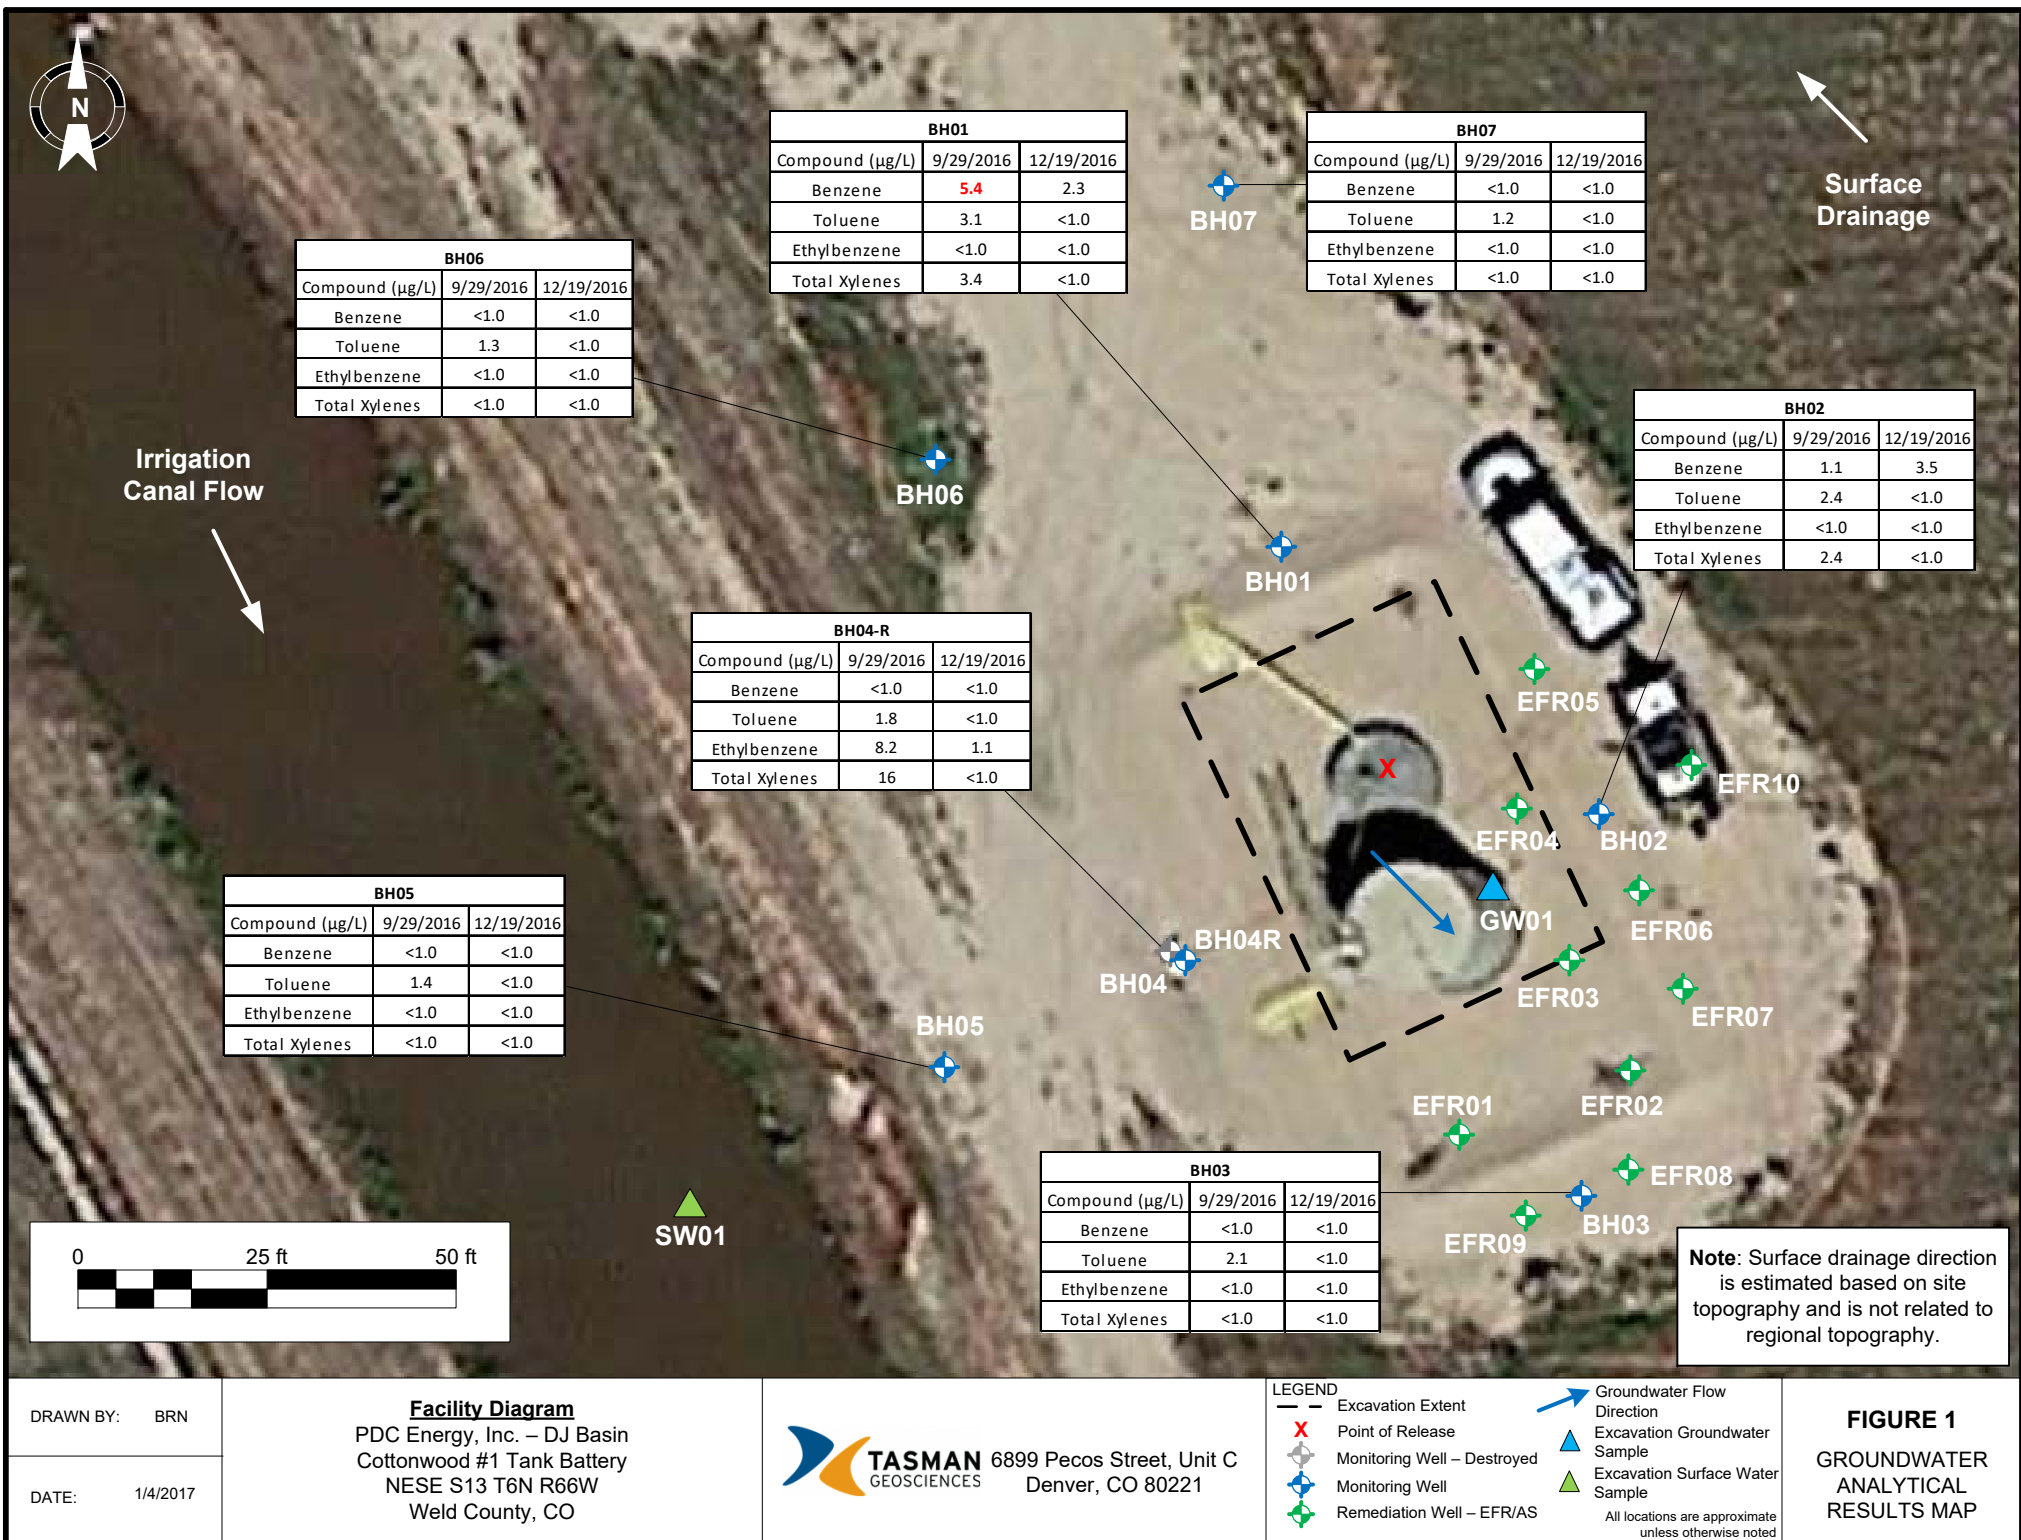 N
BH01
Compound (µg/L) 9/29/2016 12/19/2016
Benzene 5.4 2.3
Toluene 3.1 <1.0
Ethylbenzene <1.0 <1.0
Total Xylenes 3.4 <1.0
BH07
Compound (µg/L) 9/29/2016 12/19/2016
Benzene <1.0 <1.0
Toluene 1.2 <1.0
Ethylbenzene <1.0 <1.0
Total Xylenes <1.0 <1.0
BH07
Surface
Drainage
BH06
Compound (µg/L) 9/29/2016 12/19/2016
Benzene <1.0 <1.0
Toluene 1.3 <1.0
Ethylbenzene <1.0 <1.0
Total Xylenes <1.0 <1.0
BH02
Compound (µg/L) 9/29/2016 12/19/2016
Benzene 1.1 3.5
Toluene 2.4 <1.0
Ethylbenzene <1.0 <1.0
Total Xylenes 2.4 <1.0
Irrigation
Canal Flow
BH06
BH01
BH04-R
Compound (µg/L) 9/29/2016 12/19/2016
Benzene <1.0 <1.0
Toluene 1.8 <1.0
Ethylbenzene 8.2 1.1
Total Xylenes 16 <1.0
EFR05
X
EFR10
EFR04
BH02
BH05
Compound (µg/L) 9/29/2016 12/19/2016
Benzene <1.0 <1.0
Toluene 1.4 <1.0
Ethylbenzene <1.0 <1.0
Total Xylenes <1.0 <1.0
GW01
EFR06
BH04R
BH04
EFR03
EFR07
BH05
EFR01
EFR02
BH03
Compound (µg/L) 9/29/2016 12/19/2016
Benzene <1.0 <1.0
Toluene 2.1 <1.0
Ethylbenzene <1.0 <1.0
Total Xylenes <1.0 <1.0
EFR08
BH03
EFR09
SW01
0 25 ft 50 ft
Note: Surface drainage direction
is estimated based on site
topography and is not related to
regional topography.
DRAWN BY: BRN
DATE: 1/4/2017
Facility Diagram
PDC Energy, Inc. – DJ Basin
Cottonwood #1 Tank Battery
NESE S13 T6N R66W
Weld County, CO
TASMAN
GEOSCIENCES
6899 Pecos Street, Unit C
Denver, CO 80221
LEGEND
Excavation Extent
X Point of Release
Monitoring Well – Destroyed
Monitoring Well
Remediation Well – EFR/AS
Groundwater Flow
Direction
Excavation Groundwater
Sample
Excavation Surface Water
Sample
All locations are approximate
unless otherwise noted
FIGURE 1
GROUNDWATER
ANALYTICAL
RESULTS MAP